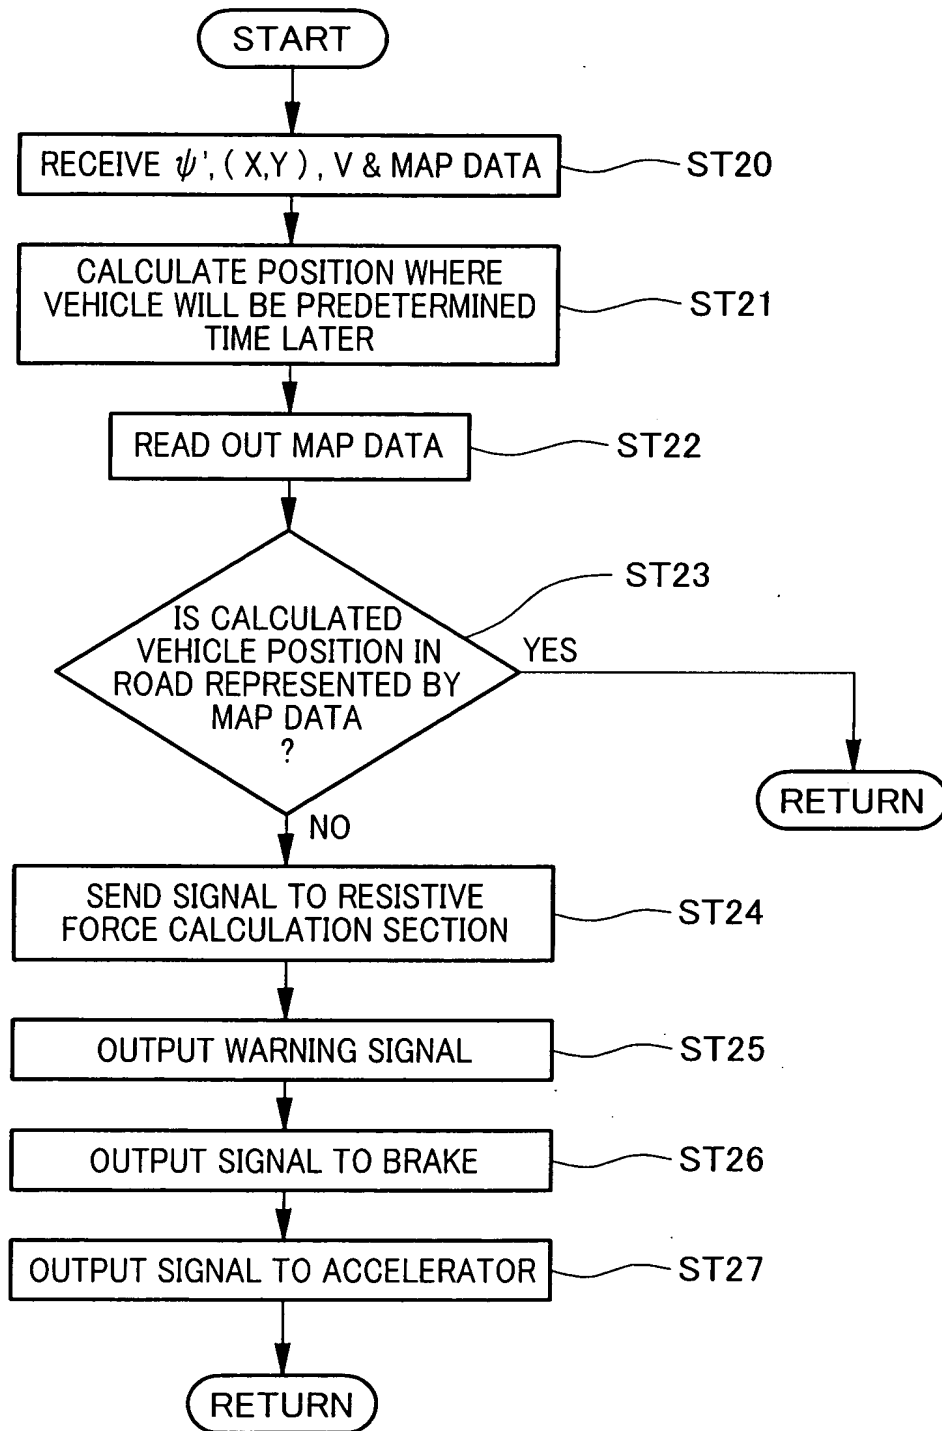 START
RECEIVE ψ', (X,Y), V & MAP DATA
ST20
CALCULATE POSITION WHERE
VEHICLE WILL BE PREDETERMINED
TIME LATER
ST21
READ OUT MAP DATA
ST22
IS CALCULATED
VEHICLE POSITION IN
ROAD REPRESENTED BY
MAP DATA
?
ST23
YES
RETURN
NO
SEND SIGNAL TO RESISTIVE
FORCE CALCULATION SECTION
ST24
OUTPUT WARNING SIGNAL
ST25
OUTPUT SIGNAL TO BRAKE
ST26
OUTPUT SIGNAL TO ACCELERATOR
ST27
RETURN